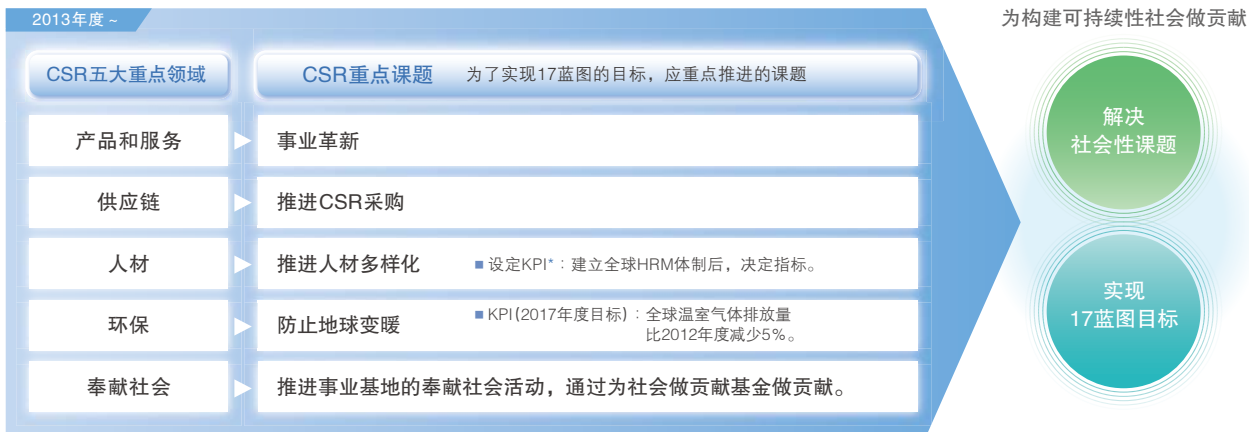 2013年度 ~
为构建可持续性社会做贡献
CSR五大重点领域
CSR重点课题 为了实现17蓝图的目标，应重点推进的课题
产品和服务
事业革新
供应链
推进CSR采购
人材
推进人材多样化
■ 设定KPI*：建立全球HRM体制后，决定指标。
环保
防止地球变暖
■ KPI（2017年度目标）：全球温室气体排放量
比2012年度减少5%。
奉献社会
推进事业基地的奉献社会活动，通过为社会做贡献基金做贡献。
解决
社会性课题
实现
17蓝图目标